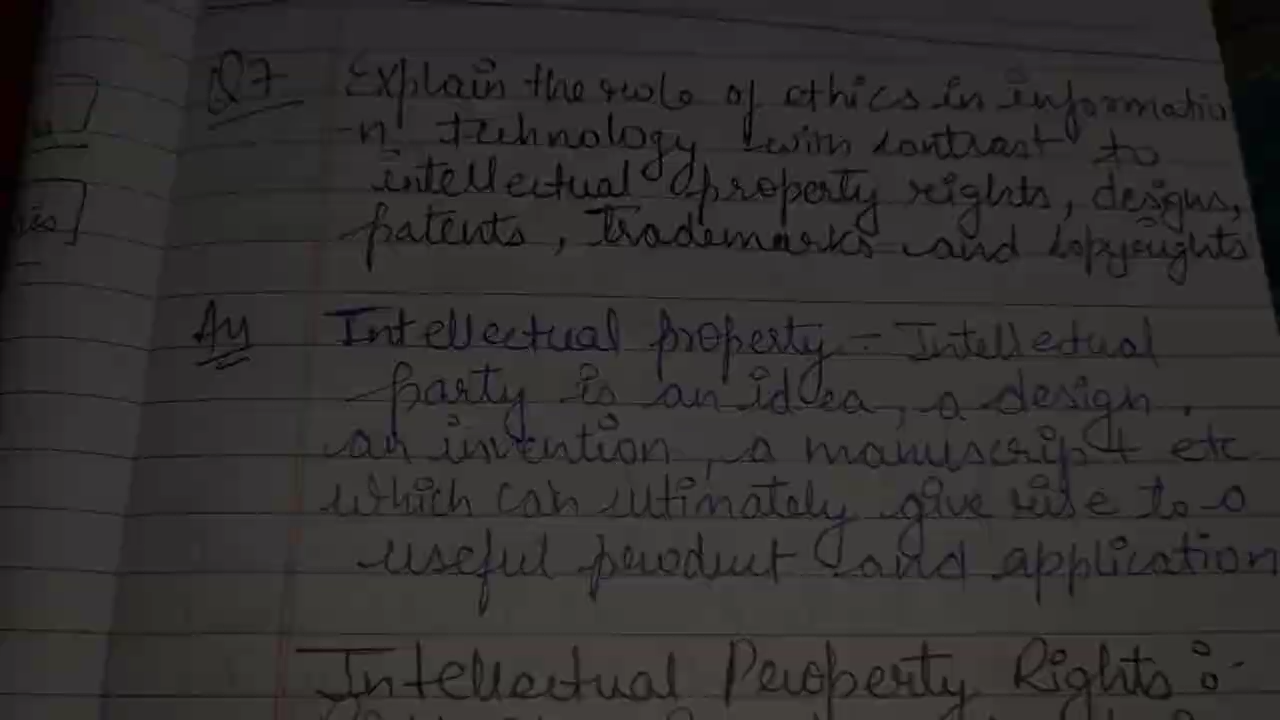 Q7 Explain the role of ethics in informatio
-n technology with contrast to
intellectual property rights, designs,
patents, Trademarks and copyrights
Intellectual property - Intellectual
party is an idea, a design,
an invention, a manuscript etc
which can ultimately give rise to a
useful product and application
Intellectual Property Rights :-